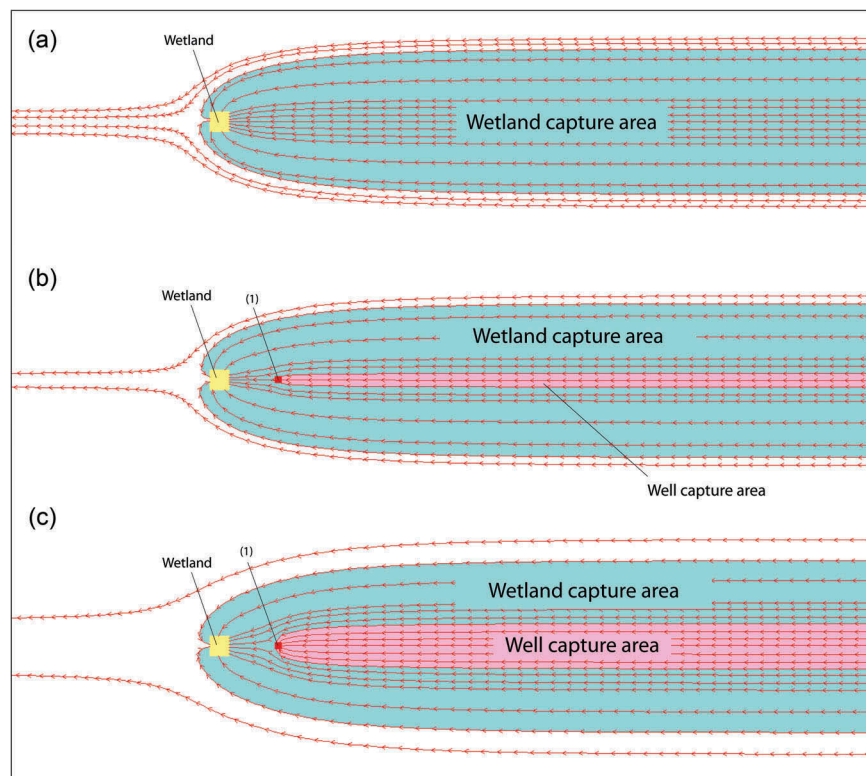 (a)
Wetland
Wetland capture area
(b)
Wetland
(1)
Wetland capture area
Well capture area
(c)
Wetland
(1)
Wetland capture area
Well capture area